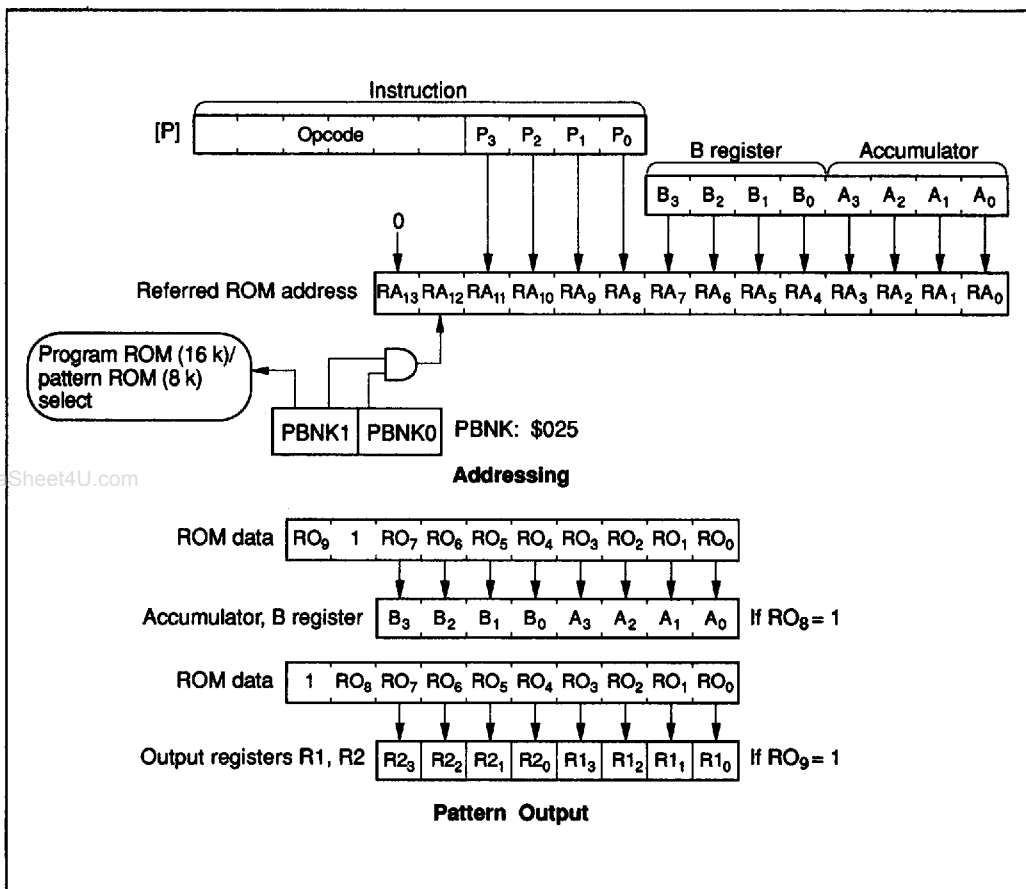 Instruction
[P] Opcode P₃ P₂ P₁ P₀
B register Accumulator
B₃ B₂ B₁ B₀ A₃ A₂ A₁ A₀
0
Referred ROM address RA₁₃ RA₁₂ RA₁₁ RA₁₀ RA₉ RA₈ RA₇ RA₆ RA₅ RA₄ RA₃ RA₂ RA₁ RA₀
Program ROM (16 k)/
pattern ROM (8 k)
select
PBNK1 PBNK0 PBNK: $025
Addressing
aSheet4U.com
ROM data RO₉ 1 RO₇ RO₆ RO₅ RO₄ RO₃ RO₂ RO₁ RO₀
Accumulator, B register B₃ B₂ B₁ B₀ A₃ A₂ A₁ A₀ If RO₈ = 1
ROM data 1 RO₈ RO₇ RO₆ RO₅ RO₄ RO₃ RO₂ RO₁ RO₀
Output registers R1, R2 R2₃ R2₂ R2₁ R2₀ R1₃ R1₂ R1₁ R1₀ If RO₉ = 1
Pattern Output